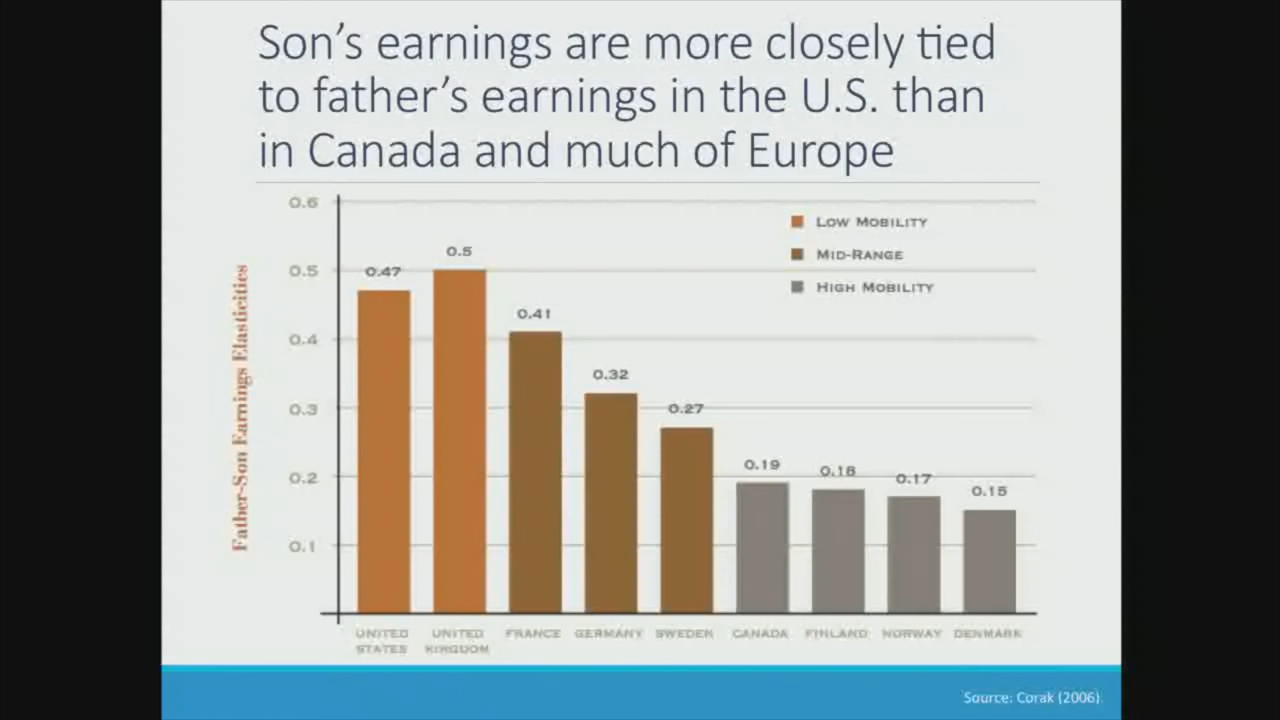 Son's earnings are more closely tied
to father's earnings in the U.S. than
in Canada and much of Europe
Father-Son Earnings Elasticities
0.6
0.5
0.4
0.3
0.2
0.1
LOW MOBILITY
MID-RANGE
HIGH MOBILITY
0.47
0.5
0.41
0.32
0.27
0.19
0.18
0.17
0.15
UNITED
STATES
UNITED
KINGDOM
FRANCE
GERMANY
SWEDEN
CANADA
FINLAND
NORWAY
DENMARK
Source: Corak (2006)